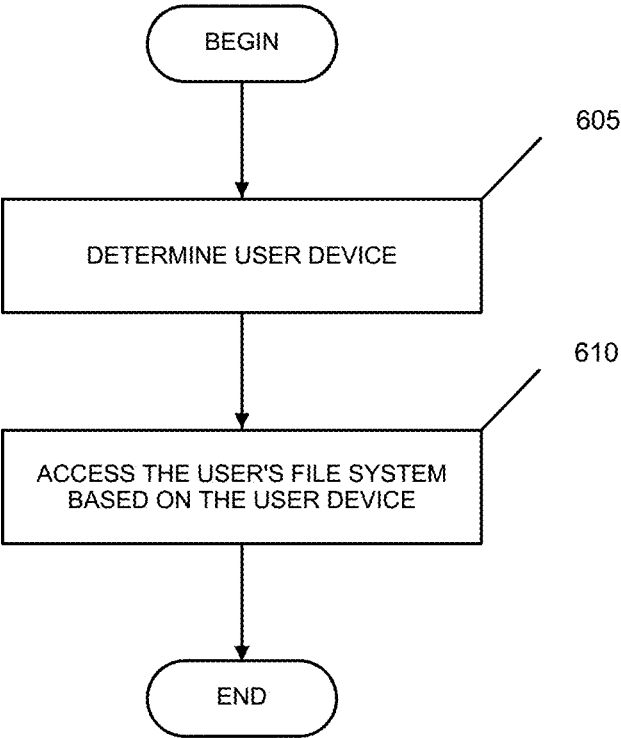 BEGIN
605
DETERMINE USER DEVICE
610
ACCESS THE USER'S FILE SYSTEM
BASED ON THE USER DEVICE
END